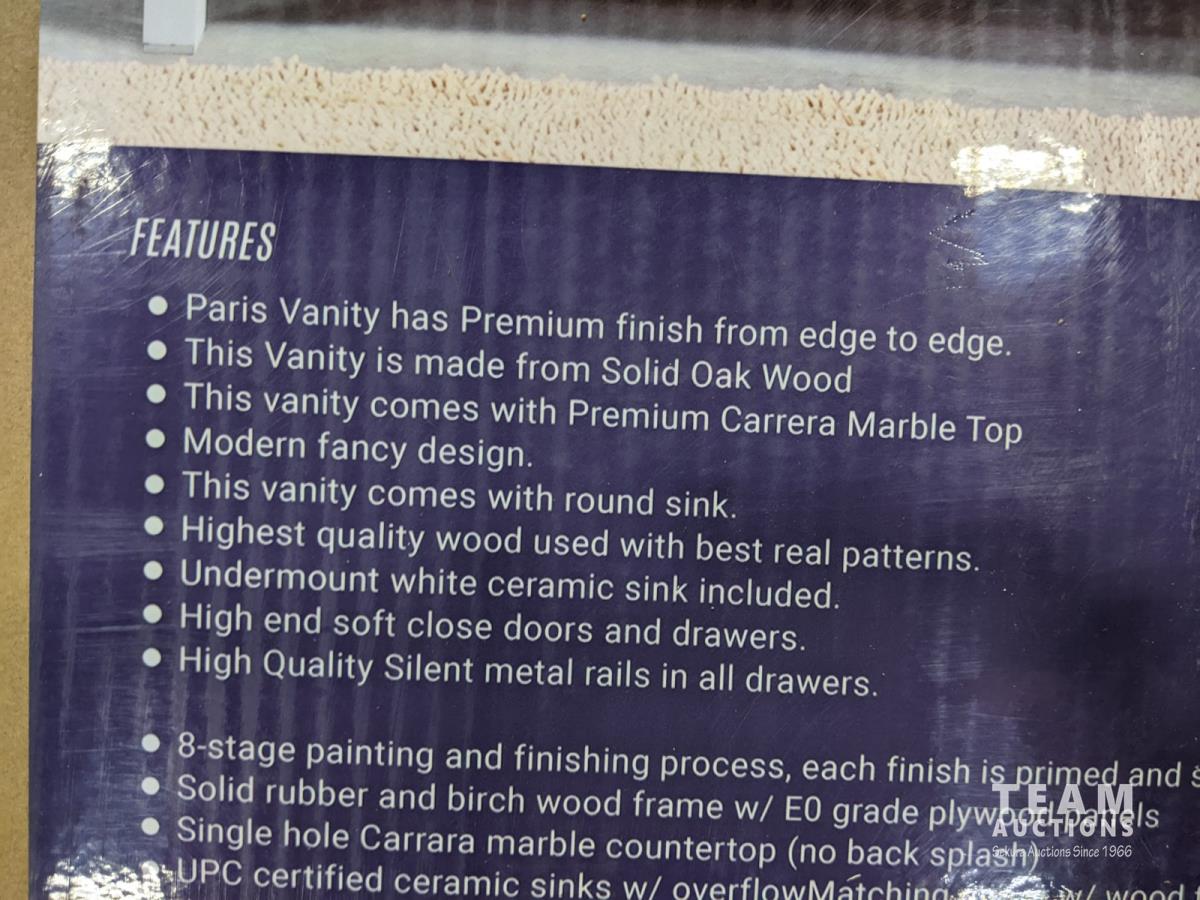 FEATURES
● Paris Vanity has Premium finish from edge to edge.
● This Vanity is made from Solid Oak Wood
● This vanity comes with Premium Carrera Marble Top
● Modern fancy design.
● This vanity comes with round sink.
● Highest quality wood used with best real patterns.
● Undermount white ceramic sink included.
● High end soft close doors and drawers.
● High Quality Silent metal rails in all drawers.
● 8-stage painting and finishing process, each finish is primed and
● Solid rubber and birch wood frame w/ E0 grade plywood panels
● Single hole Carrara marble countertop (no back splash)
● UPC certified ceramic sinks w/ overflowMatching w/ wood
TEAM
AUCTIONS
Sekura Auctions Since 1966